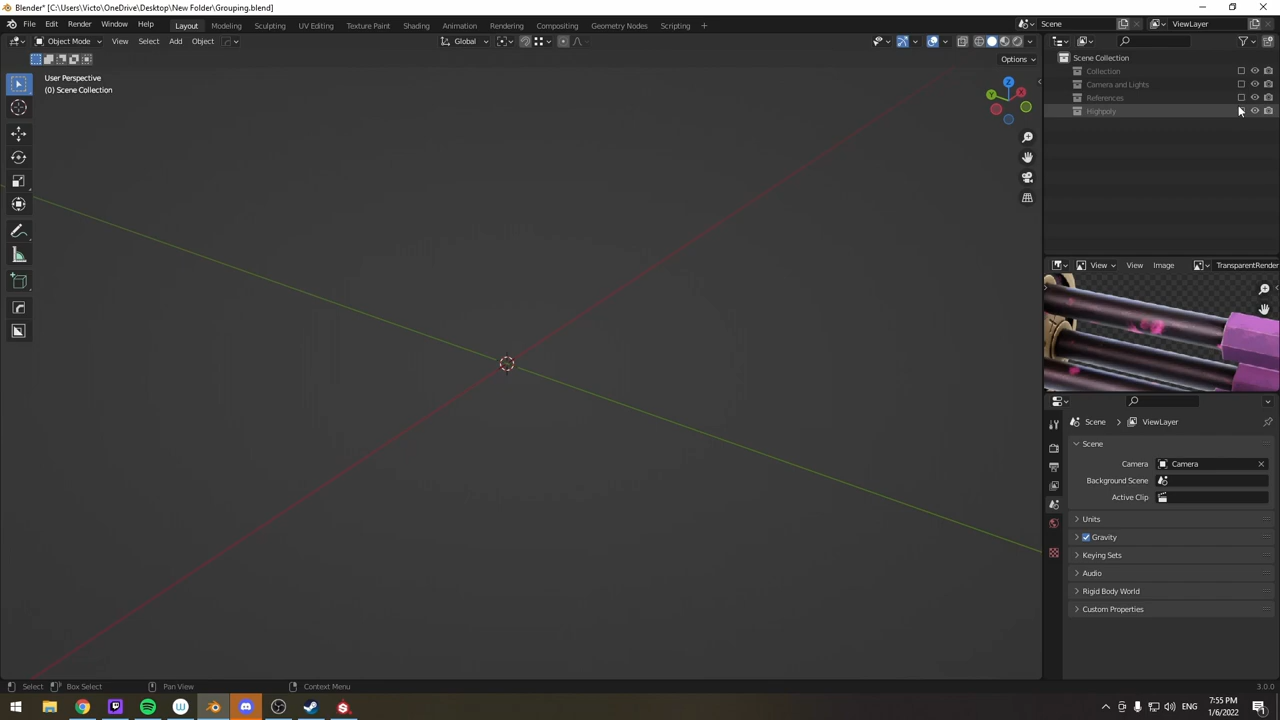 Blender* [C:\Users\Victo\OneDrive\Desktop\New Folder\Grouping.blend]
File Edit Render Window Help Layout Modeling Sculpting UV Editing Texture Paint Shading Animation Rendering Compositing Geometry Nodes Scripting + Scene ViewLayer
Object Mode View Select Add Object Global
Options
User Perspective
(0) Scene Collection
Z
Y
X
Scene Collection
Collection
Camera and Lights
References
Highpoly
View View Image TransparentRender
Scene > ViewLayer
Scene
Camera Camera
Background Scene
Active Clip
Units
Gravity
Keying Sets
Audio
Rigid Body World
Custom Properties
Select Box Select Pan View Context Menu 3.0.0
ENG
7:55 PM
1/6/2022